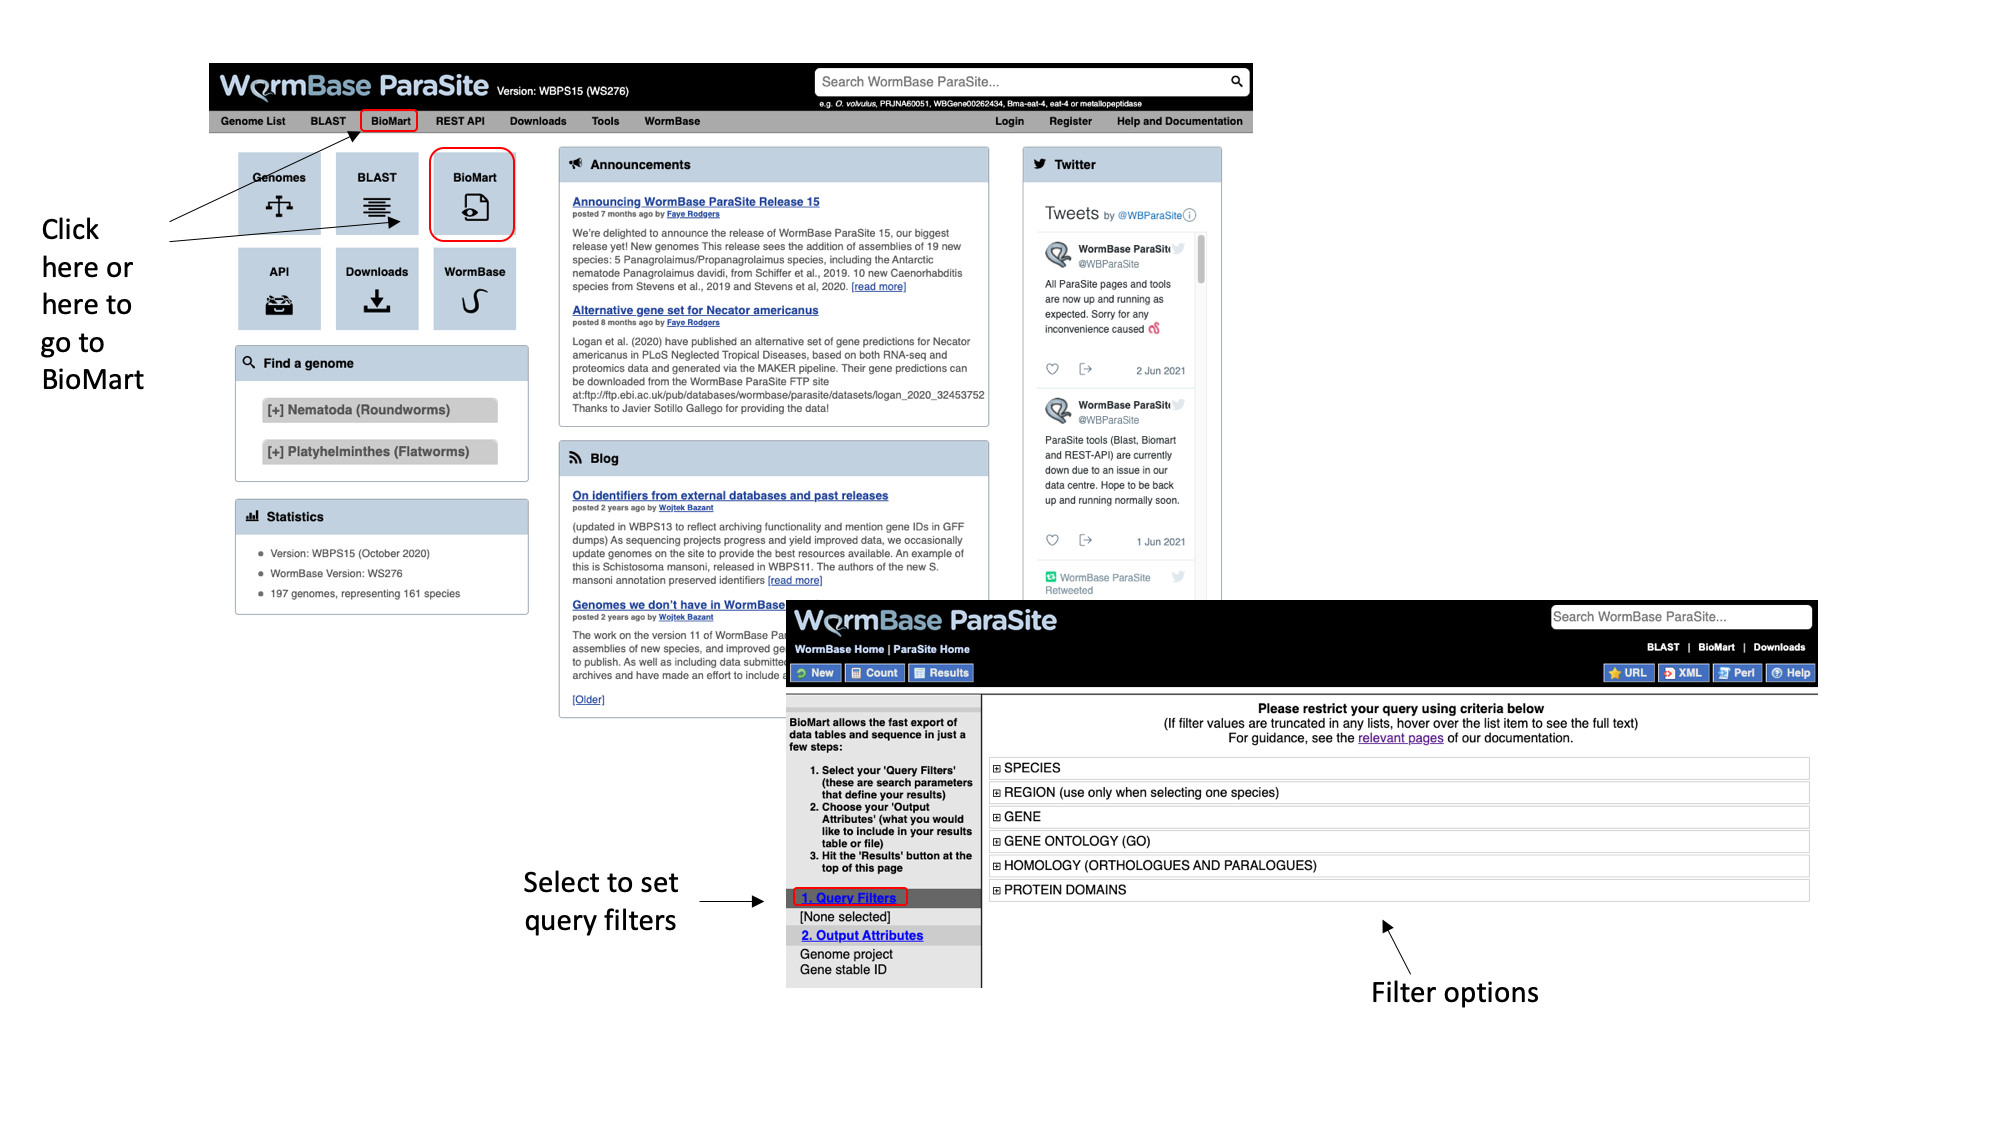 WormBase ParaSite Version: WBPS15 (WS276)
Search WormBase ParaSite...
e.g. O. volvulus, PRJNA60051, WBGene00262434, Bma-eat-4, eat-4 or metallopeptidase
Genome List BLAST BioMart REST API Downloads Tools WormBase Login Register Help and Documentation
Click
here or
here to
go to
BioMart
Genomes BLAST BioMart
API Downloads WormBase
Find a genome
[+] Nematoda (Roundworms)
[+] Platyhelminthes (Flatworms)
Statistics
Version: WBPS15 (October 2020)
WormBase Version: WS276
197 genomes, representing 161 species
Announcements
Announcing WormBase ParaSite Release 15
posted 7 months ago by Faye Rodgers
We're delighted to announce the release of WormBase ParaSite 15, our biggest
release yet! New genomes This release sees the addition of assemblies of 19 new
species: 5 Panagrolaimus/Propanagrolaimus species, including the Antarctic
nematode Panagrolaimus davidi, from Schiffer et al., 2019. 10 new Caenorhabditis
species from Stevens et al., 2019 and Stevens et al, 2020. [read more]
Alternative gene set for Necator americanus
posted 8 months ago by Faye Rodgers
Logan et al. (2020) have published an alternative set of gene predictions for Necator
americanus in PLoS Neglected Tropical Diseases, based on both RNA-seq and
proteomics data and generated via the MAKER pipeline. Their gene predictions can
be downloaded from the WormBase ParaSite FTP site
at:ftp://ftp.ebi.ac.uk/pub/databases/wormbase/parasite/datasets/logan_2020_32453752
Thanks to Javier Sotillo Gallego for providing the data!
Blog
On identifiers from external databases and past releases
posted 2 years ago by Wojtek Bazant
(updated in WBPS13 to reflect archiving functionality and mention gene IDs in GFF
dumps) As sequencing projects progress and yield improved data, we occasionally
update genomes on the site to provide the best resources available. An example of
this is Schistosoma mansoni, released in WBPS11. The authors of the new S.
mansoni annotation preserved identifiers [read more]
Genomes we don't have in WormBase
posted 2 years ago by Wojtek Bazant
The work on the version 11 of WormBase Par
assemblies of new species, and improved ge
to publish. As well as including data submitted
archives and have made an effort to include a
[Older]
Twitter
Tweets by @WBParaSite
WormBase ParaSite
@WBParaSite
All ParaSite pages and tools
are now up and running as
expected. Sorry for any
inconvenience caused
2 Jun 2021
WormBase ParaSite
@WBParaSite
ParaSite tools (Blast, Biomart
and REST-API) are currently
down due to an issue in our
data centre. Hope to be back
up and running normally soon.
1 Jun 2021
WormBase ParaSite
Retweeted
WormBase ParaSite
Search WormBase ParaSite...
WormBase Home | ParaSite Home
BLAST | BioMart | Downloads
New Count Results URL XML Perl Help
BioMart allows the fast export of
data tables and sequence in just a
few steps:
1. Select your 'Query Filters'
(these are search parameters
that define your results)
2. Choose your 'Output
Attributes' (what you would
like to include in your results
table or file)
3. Hit the 'Results' button at the
top of this page
1. Query Filters
[None selected]
2. Output Attributes
Genome project
Gene stable ID
Please restrict your query using criteria below
(If filter values are truncated in any lists, hover over the list item to see the full text)
For guidance, see the relevant pages of our documentation.
SPECIES
REGION (use only when selecting one species)
GENE
GENE ONTOLOGY (GO)
HOMOLOGY (ORTHOLOGUES AND PARALOGUES)
PROTEIN DOMAINS
Select to set
query filters
Filter options